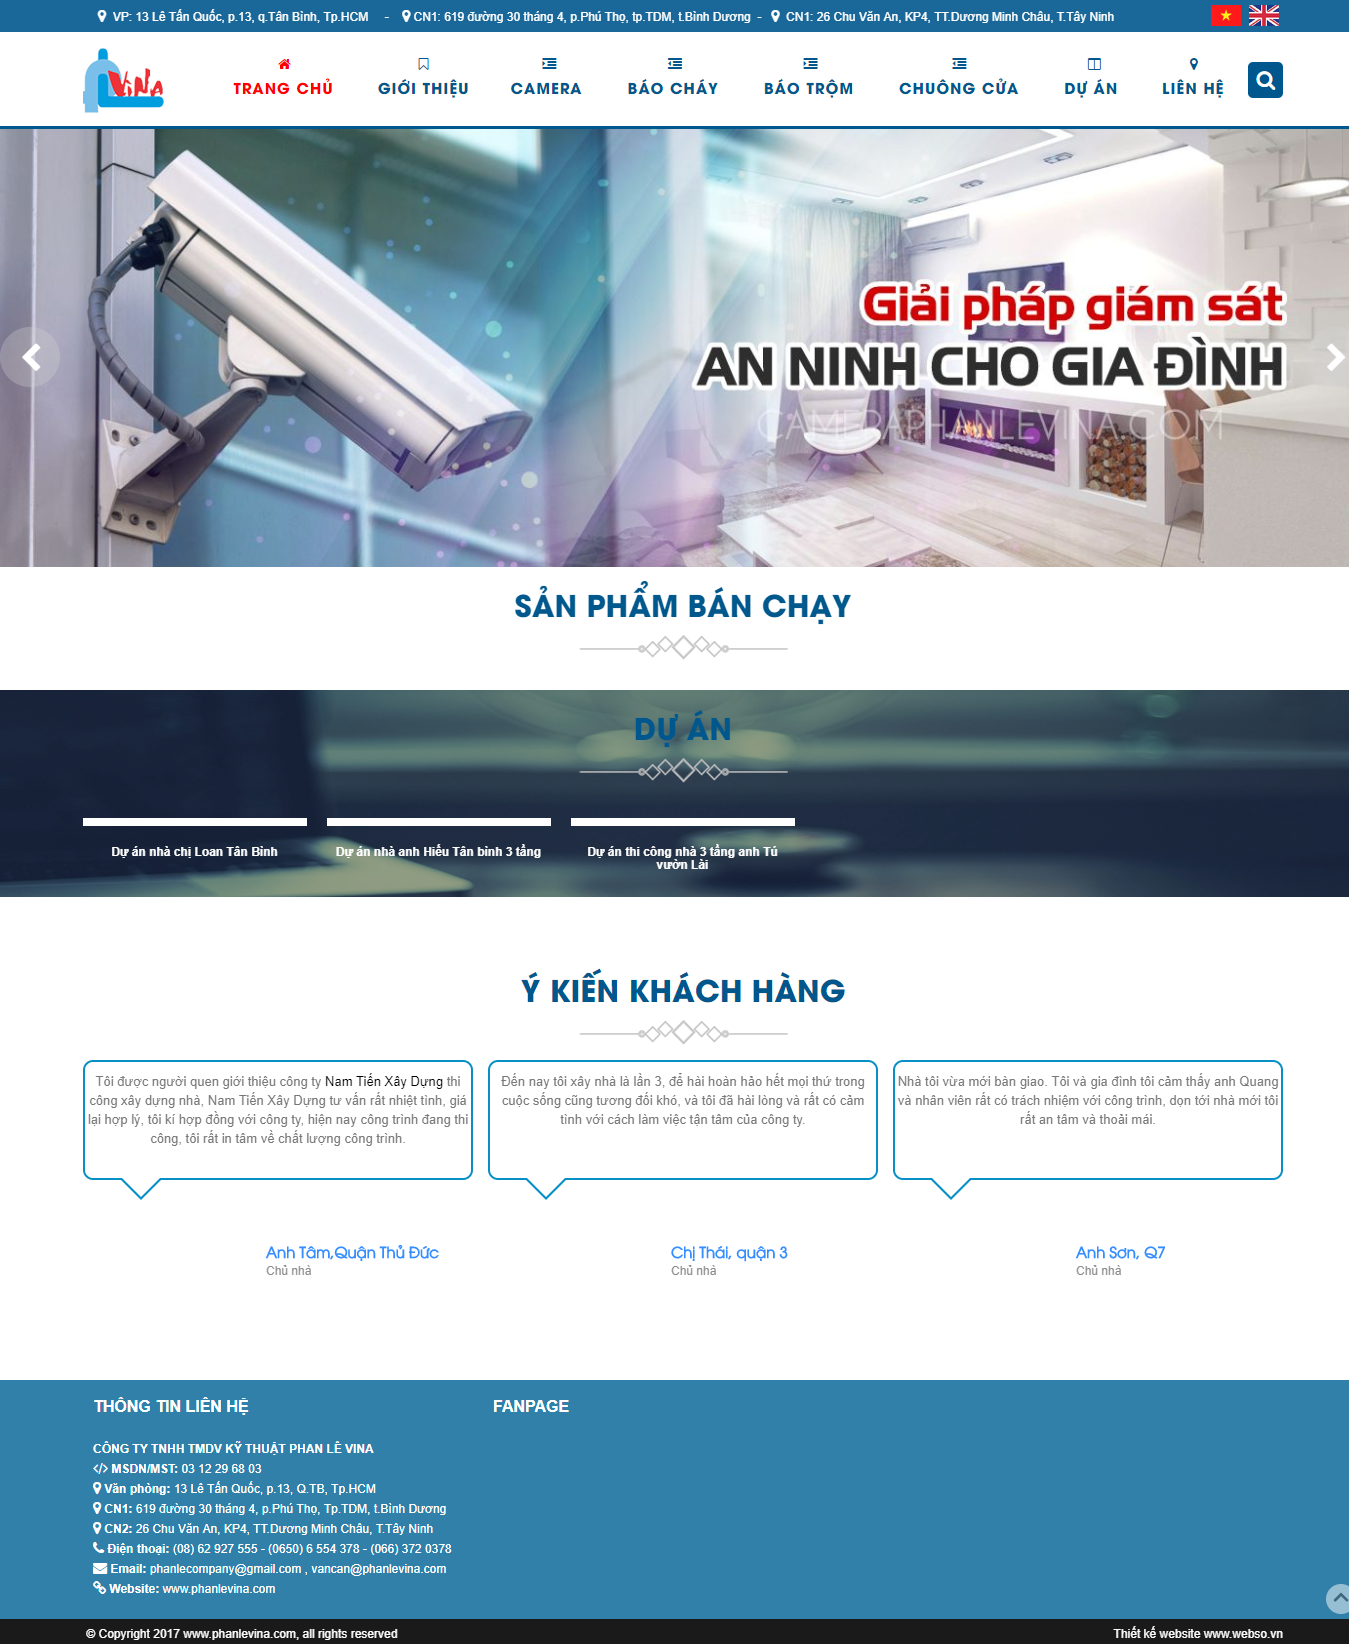 VP: 13 Lê Tấn Quốc, p.13, q.Tân Bình, Tp.HCM - CN1: 619 đường 30 tháng 4, p.Phú Thọ, tp.TDM, t.Bình Dương - CN1: 26 Chu Văn An, KP4, TT.Dương Minh Châu, T.Tây Ninh
ViNa
TRANG CHỦ GIỚI THIỆU CAMERA BÁO CHÁY BÁO TRỘM CHUÔNG CỬA DỰ ÁN LIÊN HỆ
Giải pháp giám sát
AN NINH CHO GIA ĐÌNH
CAMERAPHANLEVINA.COM
SẢN PHẨM BÁN CHẠY
DỰ ÁN
Dự án nhà chị Loan Tân Bình
Dự án nhà anh Hiếu Tân bình 3 tầng
Dự án thi công nhà 3 tầng anh Tú
vườn Lài
Ý KIẾN KHÁCH HÀNG
Tôi được người quen giới thiệu công ty Nam Tiến Xây Dựng thi
công xây dựng nhà, Nam Tiến Xây Dựng tư vấn rất nhiệt tình, giá
lại hợp lý, tôi kí hợp đồng với công ty, hiện nay công trình đang thi
công, tôi rất in tâm về chất lượng công trình.
Anh Tâm,Quận Thủ Đức
Chủ nhà
Đến nay tôi xây nhà là lần 3, để hài hoàn hảo hết mọi thứ trong
cuộc sống cũng tương đối khó, và tôi đã hài lòng và rất có cảm
tình với cách làm việc tận tâm của công ty.
Chị Thái, quận 3
Chủ nhà
Nhà tôi vừa mới bàn giao. Tôi và gia đình tôi cảm thấy anh Quang
và nhân viên rất có trách nhiệm với công trình, dọn tới nhà mới tôi
rất an tâm và thoải mái.
Anh Sơn, Q7
Chủ nhà
THÔNG TIN LIÊN HỆ
CÔNG TY TNHH TMDV KỸ THUẬT PHAN LÊ VINA
MSDN/MST: 03 12 29 68 03
Văn phòng: 13 Lê Tấn Quốc, p.13, Q.TB, Tp.HCM
CN1: 619 đường 30 tháng 4, p.Phú Thọ, Tp.TDM, t.Bình Dương
CN2: 26 Chu Văn An, KP4, TT.Dương Minh Châu, T.Tây Ninh
Điện thoại: (08) 62 927 555 - (0650) 6 554 378 - (066) 372 0378
Email: phanlecompany@gmail.com , vancan@phanlevina.com
Website: www.phanlevina.com
FANPAGE
© Copyright 2017 www.phanlevina.com, all rights reserved
Thiết kế website www.webso.vn